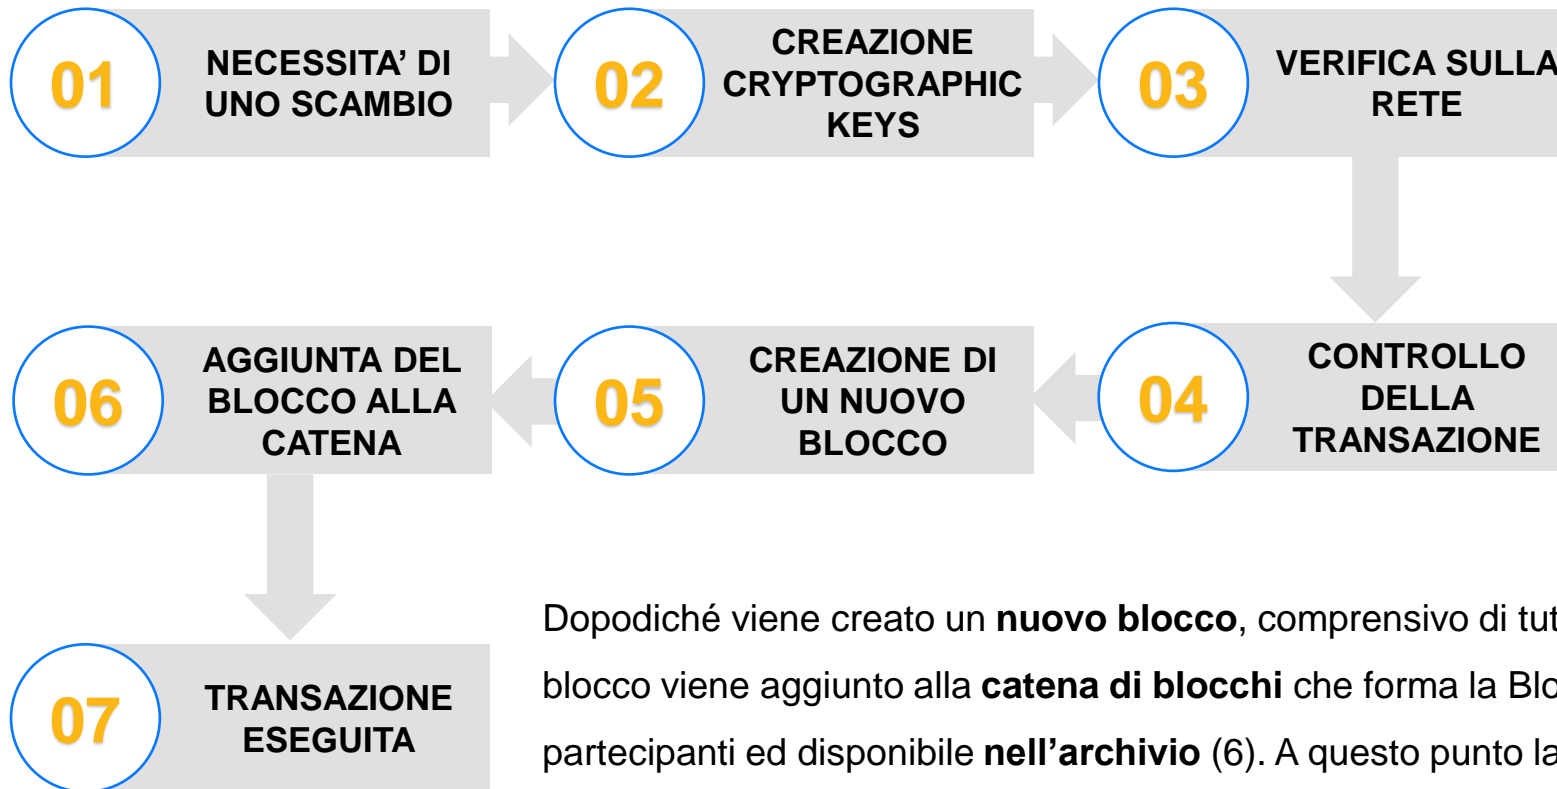 01
NECESSITA' DI
UNO SCAMBIO
02
CREAZIONE
CRYPTOGRAPHIC
KEYS
03
VERIFICA SULLA
RETE
04
CONTROLLO
DELLA
TRANSAZIONE
05
CREAZIONE DI
UN NUOVO
BLOCCO
06
AGGIUNTA DEL
BLOCCO ALLA
CATENA
07
TRANSAZIONE
ESEGUITA
Dopodiché viene creato un nuovo blocco, comprensivo di
blocco viene aggiunto alla catena di blocchi che forma la
partecipanti ed disponibile nell'archivio (6). A questo punto la